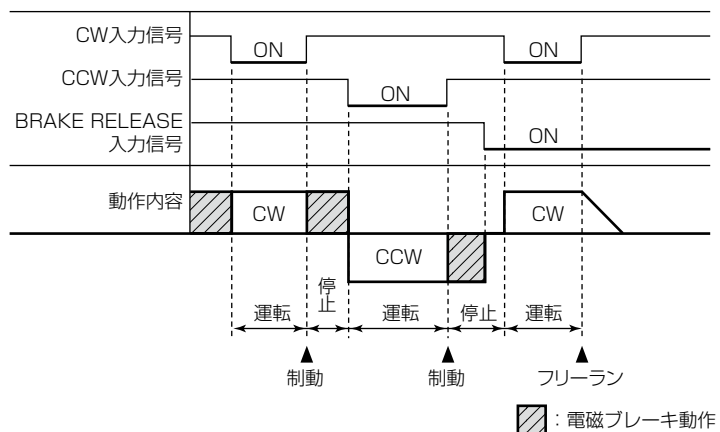 CW入力信号
ON
ON
CCW入力信号
ON
BRAKE RELEASE
入力信号
ON
動作内容
CW
CW
CCW
運転
停止
運転
停止
運転
制動
制動
フリーラン
：電磁ブレーキ動作